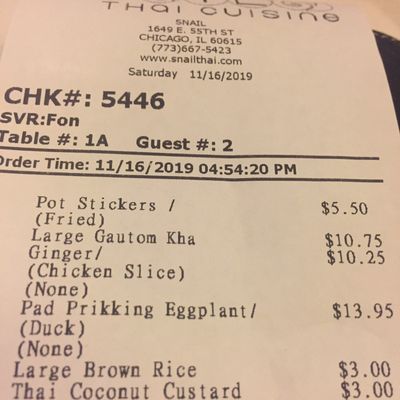 THAI CUISINE
SNAIL
1649 E. 55TH ST
CHICAGO, IL 60615
(773)667-5423
www.snailthai.com
Saturday 11/16/2019
CHK#: 5446
SVR:Fon
Table #: 1A Guest #: 2
Order Time: 11/16/2019 04:54:20 PM
Pot Stickers / $5.50
(Fried)
Large Gautom Kha $10.75
Ginger/ $10.25
(Chicken Slice)
(None)
Pad Prikking Eggplant/ $13.95
(Duck)
(None)
Large Brown Rice $3.00
Thai Coconut Custard $3.00